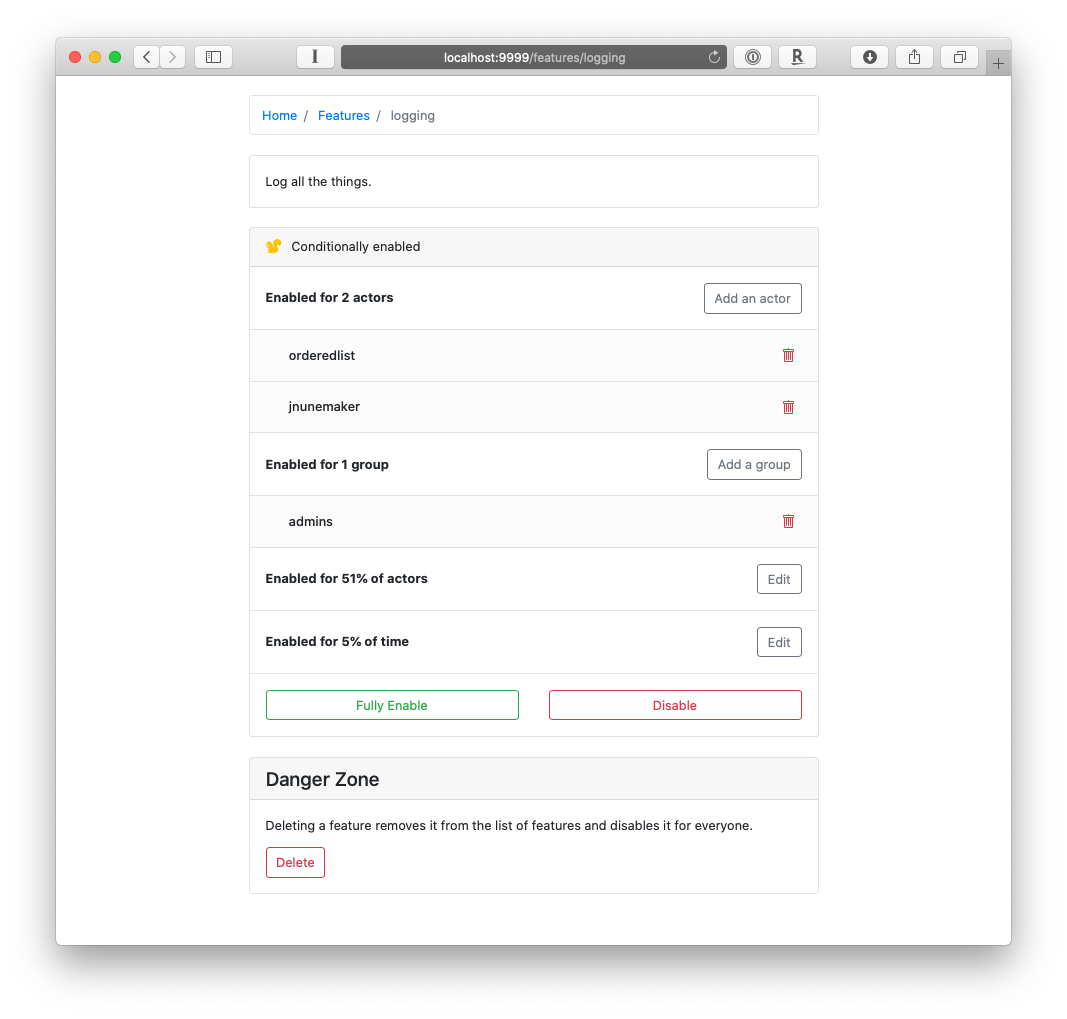 I localhost:9999/features/logging R
Home / Features / logging
Log all the things.
Conditionally enabled
Enabled for 2 actors Add an actor
orderedlist
jnunemaker
Enabled for 1 group Add a group
admins
Enabled for 51% of actors Edit
Enabled for 5% of time Edit
Fully Enable Disable
Danger Zone
Deleting a feature removes it from the list of features and disables it for everyone.
Delete